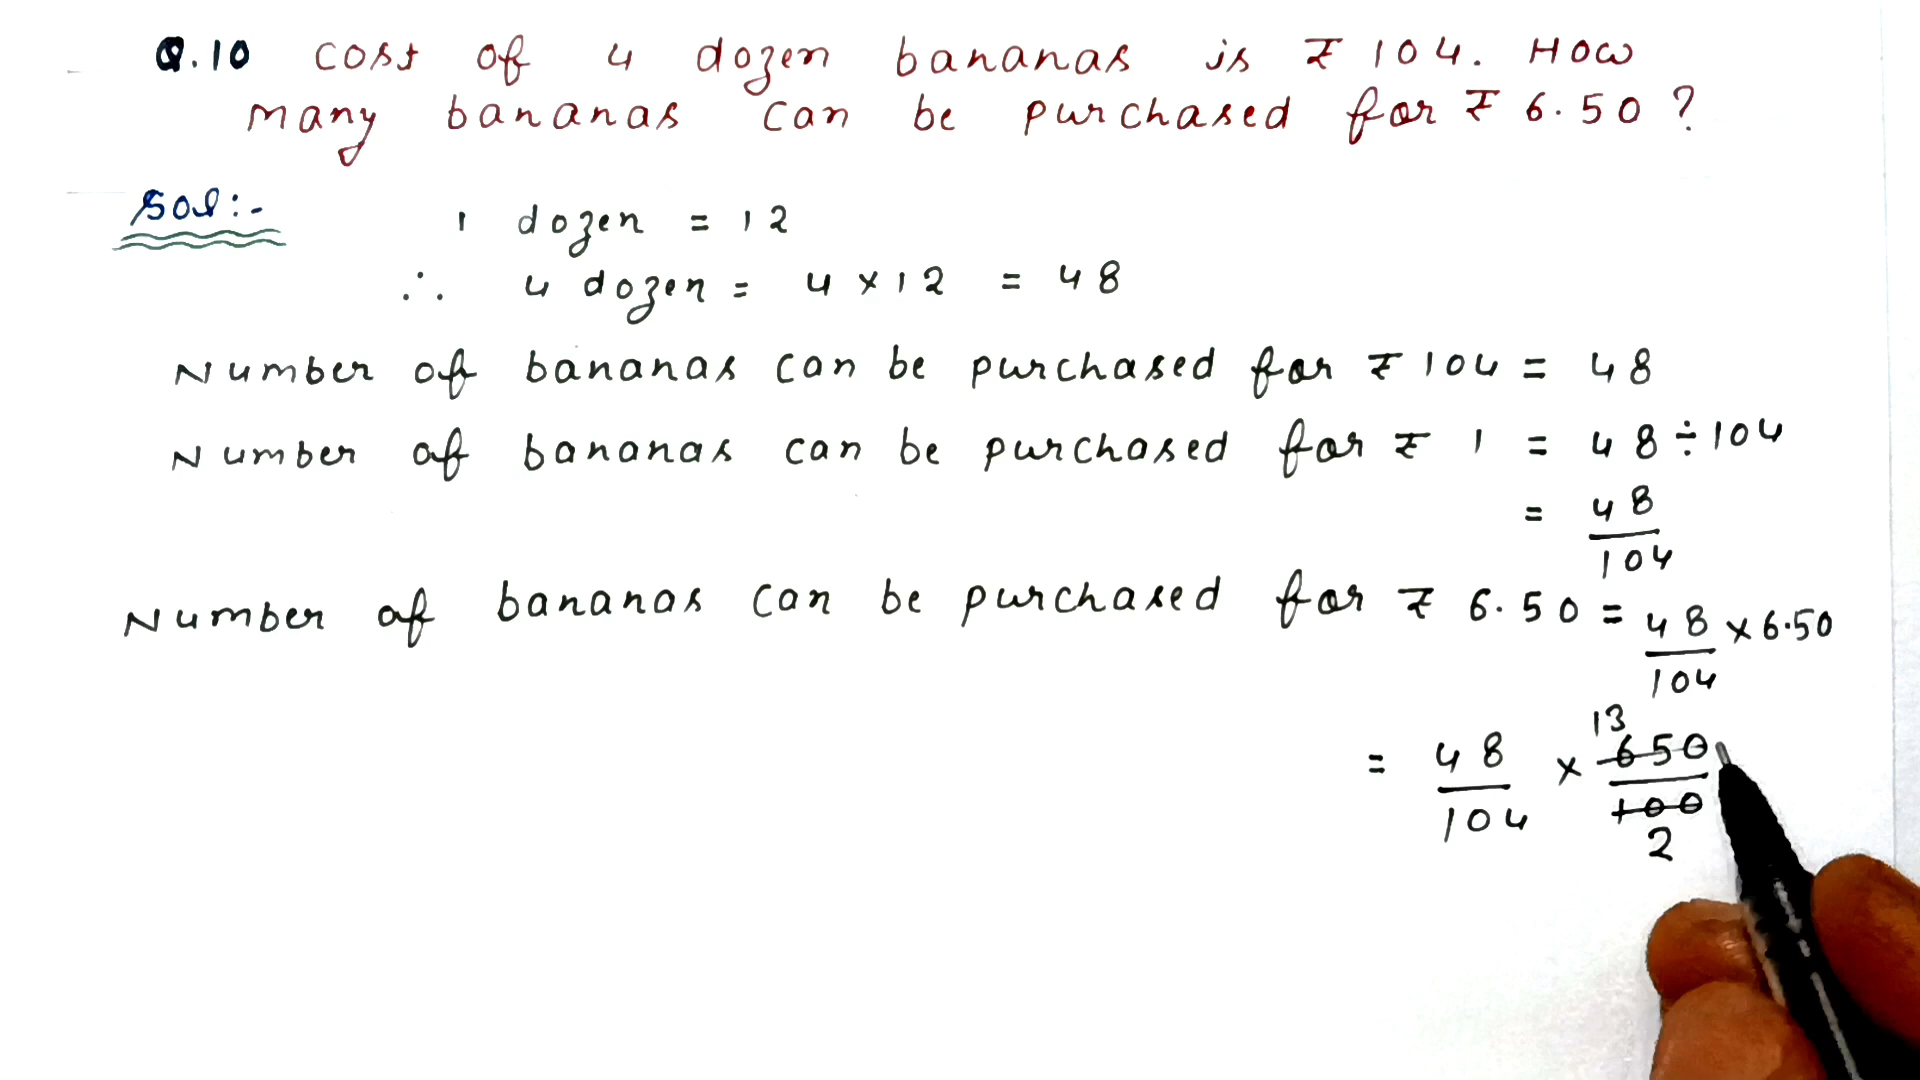 Q.10 Cost of 4 dozen bananas is ₹ 104. How
many bananas can be purchased for ₹ 6.50 ?
Sol:-
1 dozen = 12
∴ 4 dozen = 4 × 12 = 48
Number of bananas can be purchased for ₹ 104 = 48
Number of bananas can be purchased for ₹ 1 = 48 ÷ 104
= 48/104
Number of bananas can be purchased for ₹ 6.50 = 48/104 × 6.50
13
= 48/104 × 650/100
2